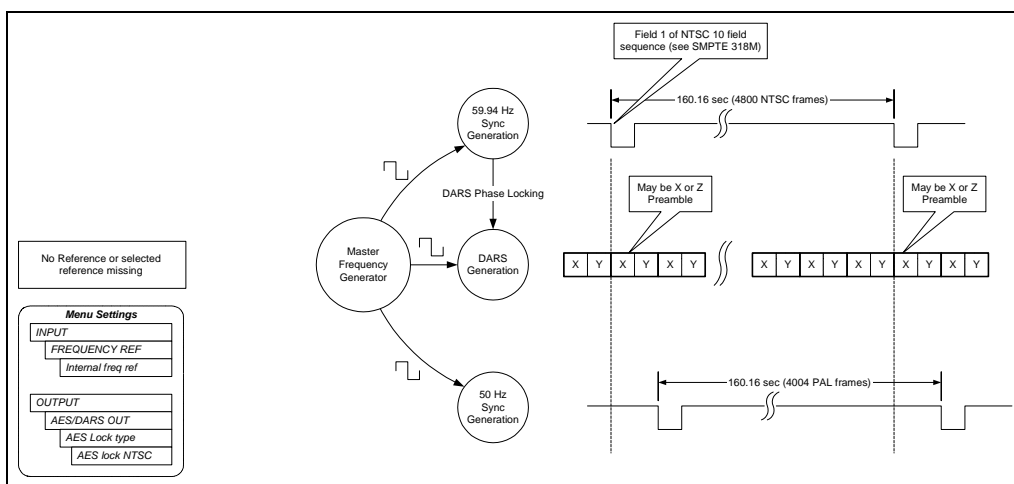 Field 1 of NTSC 10 field
sequence (see SMPTE 318M)
160.16 sec (4800 NTSC frames)
59.94 Hz
Sync
Generation
DARS Phase Locking
May be X or Z
Preamble
May be X or Z
Preamble
No Reference or selected
reference missing
Master
Frequency
Generator
DARS
Generation
X Y X Y X Y
X Y X Y X Y X Y X Y
Menu Settings
INPUT
FREQUENCY REF
Internal freq ref
OUTPUT
AES/DARS OUT
AES Lock type
AES lock NTSC
50 Hz
Sync
Generation
160.16 sec (4004 PAL frames)